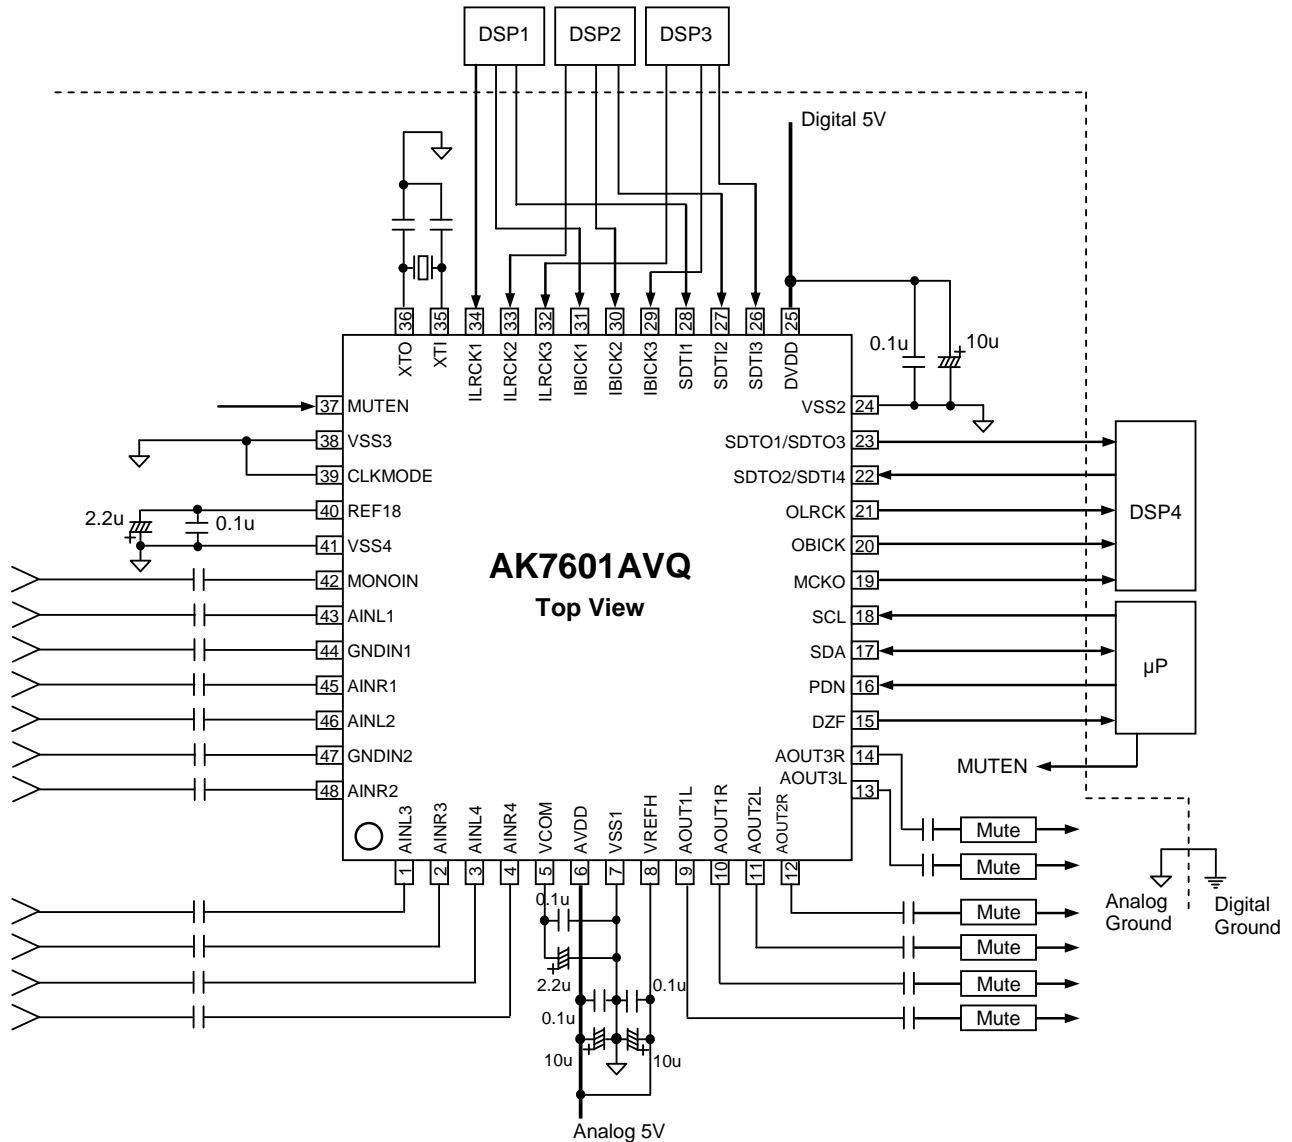 DSP1 DSP2 DSP3
Digital 5V
36 35 34 33 32 31 30 29 28 27 26 25
XTO XTI ILRCK1 ILRCK2 ILRCK3 IBICK1 IBICK2 IBICK3 SDTI1 SDTI2 SDTI3 DVDD
0.1u 10u
37 MUTEN
38 VSS3
39 CLKMODE
40 REF18
41 VSS4
42 MONOIN
43 AINL1
44 GNDIN1
45 AINR1
46 AINL2
47 GNDIN2
48 AINR2
2.2u 0.1u
AK7601AVQ
Top View
VSS2 24
SDTO1/SDTO3 23
SDTO2/SDTI4 22
OLRCK 21
OBICK 20
MCKO 19
SCL 18
SDA 17
PDN 16
DZF 15
AOUT3R 14
AOUT3L 13
DSP4
µP
MUTEN
AINL3 AINR3 AINL4 AINR4 VCOM AVDD VSS1 VREFH AOUT1L AOUT1R AOUT2L AOUT2R
1 2 3 4 5 6 7 8 9 10 11 12
Mute
Mute
Mute
Mute
Mute
Mute
Analog
Ground
Digital
Ground
0.1u
2.2u 0.1u
0.1u
10u 10u
Analog 5V